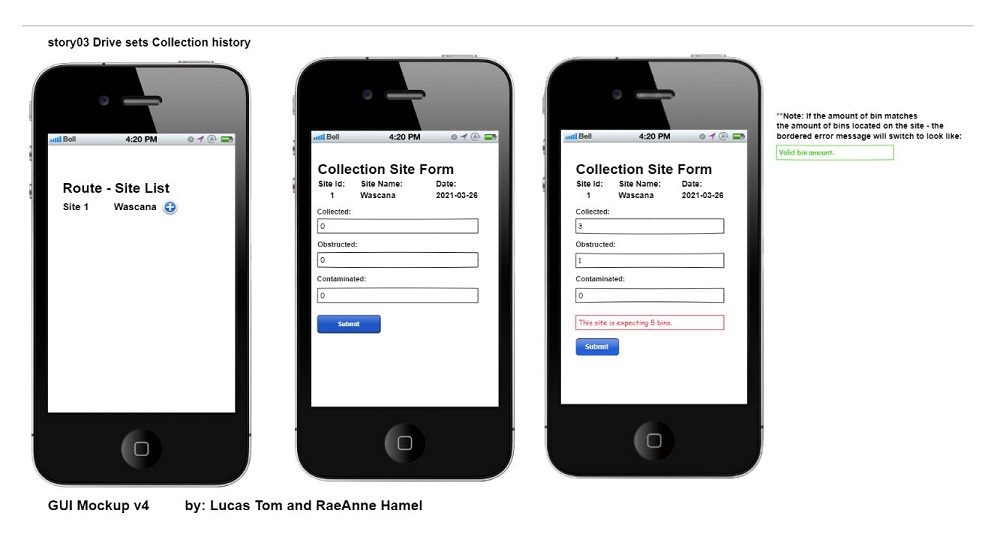 story03 Drive sets Collection history
Bell 4:20 PM
Route - Site List
Site 1 Wascana
Bell 4:20 PM
Collection Site Form
Site Id: Site Name: Date:
1 Wascana 2021-03-26
Collected:
0
Obstructed:
0
Contaminated:
0
Submit
Bell 4:20 PM
Collection Site Form
Site Id: Site Name: Date:
1 Wascana 2021-03-26
Collected:
3
Obstructed:
1
Contaminated:
0
This site is expecting 5 bins.
Submit
**Note: If the amount of bin matches
the amount of bins located on the site - the
bordered error message will switch to look like:
Valid bin amount.
GUI Mockup v4 by: Lucas Tom and RaeAnne Hamel